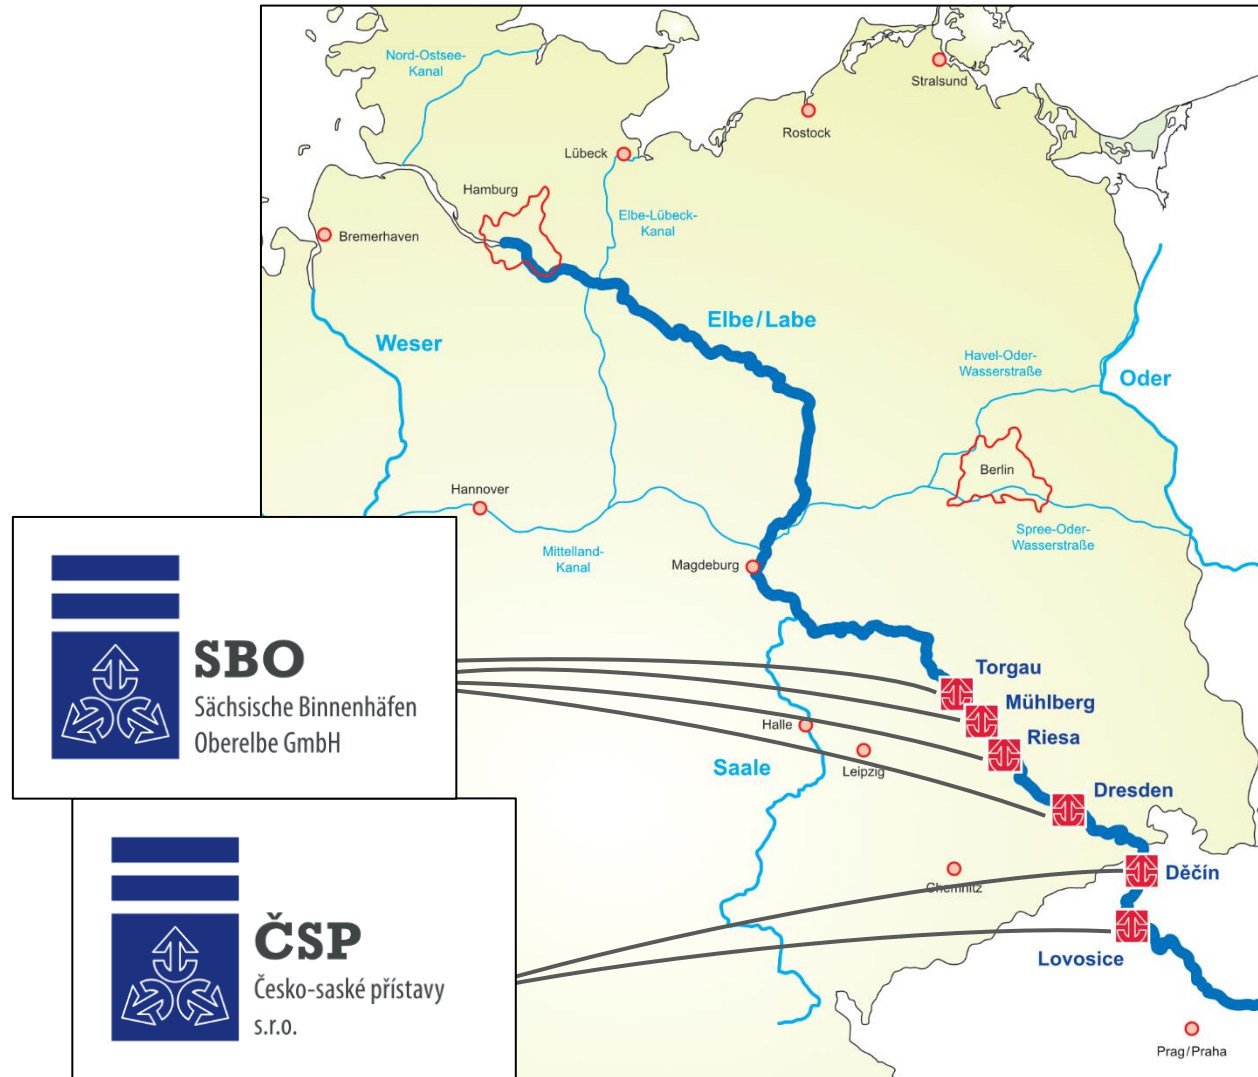 Nord-Ostsee-
Kanal
Stralsund
Rostock
Lübeck
Hamburg
Elbe-Lübeck-
Kanal
Bremerhaven
Elbe/Labe
Weser
Havel-Oder-
Wasserstraße
Oder
Berlin
Hannover
Spree-Oder-
Wasserstraße
Mittelland-
Kanal
Magdeburg
SBO
Sächsische Binnenhäfen
Oberelbe GmbH
Torgau
Mühlberg
Riesa
Halle
Leipzig
Saale
Dresden
Chemnitz
Děčín
Lovosice
ČSP
Česko-saské přístavy
s.r.o.
Prag/Praha